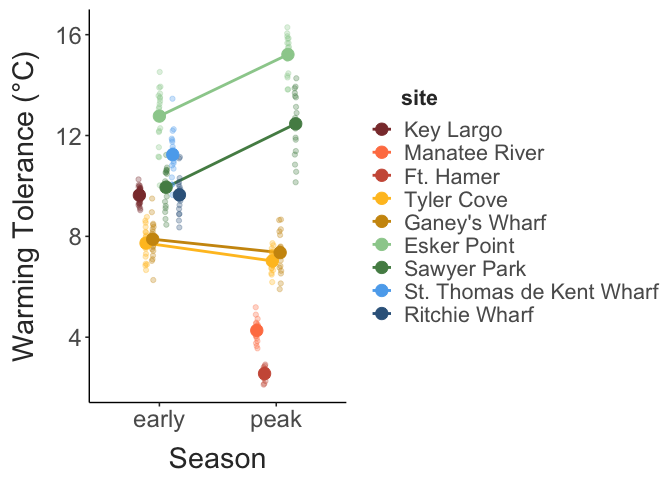 Warming Tolerance (°C)
16
12
8
4
early peak
Season
site
Key Largo
Manatee River
Ft. Hamer
Tyler Cove
Ganey's Wharf
Esker Point
Sawyer Park
St. Thomas de Kent Wharf
Ritchie Wharf